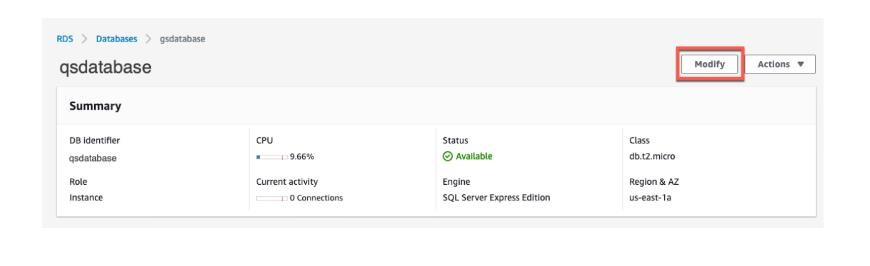 RDS > Databases > qsdatabase
qsdatabase
Modify
Actions ▼
Summary
DB identifier
CPU
Status
Class
qsdatabase
9.66%
Available
db.t2.micro
Role
Current activity
Engine
Region & AZ
Instance
0 Connections
SQL Server Express Edition
us-east-1a